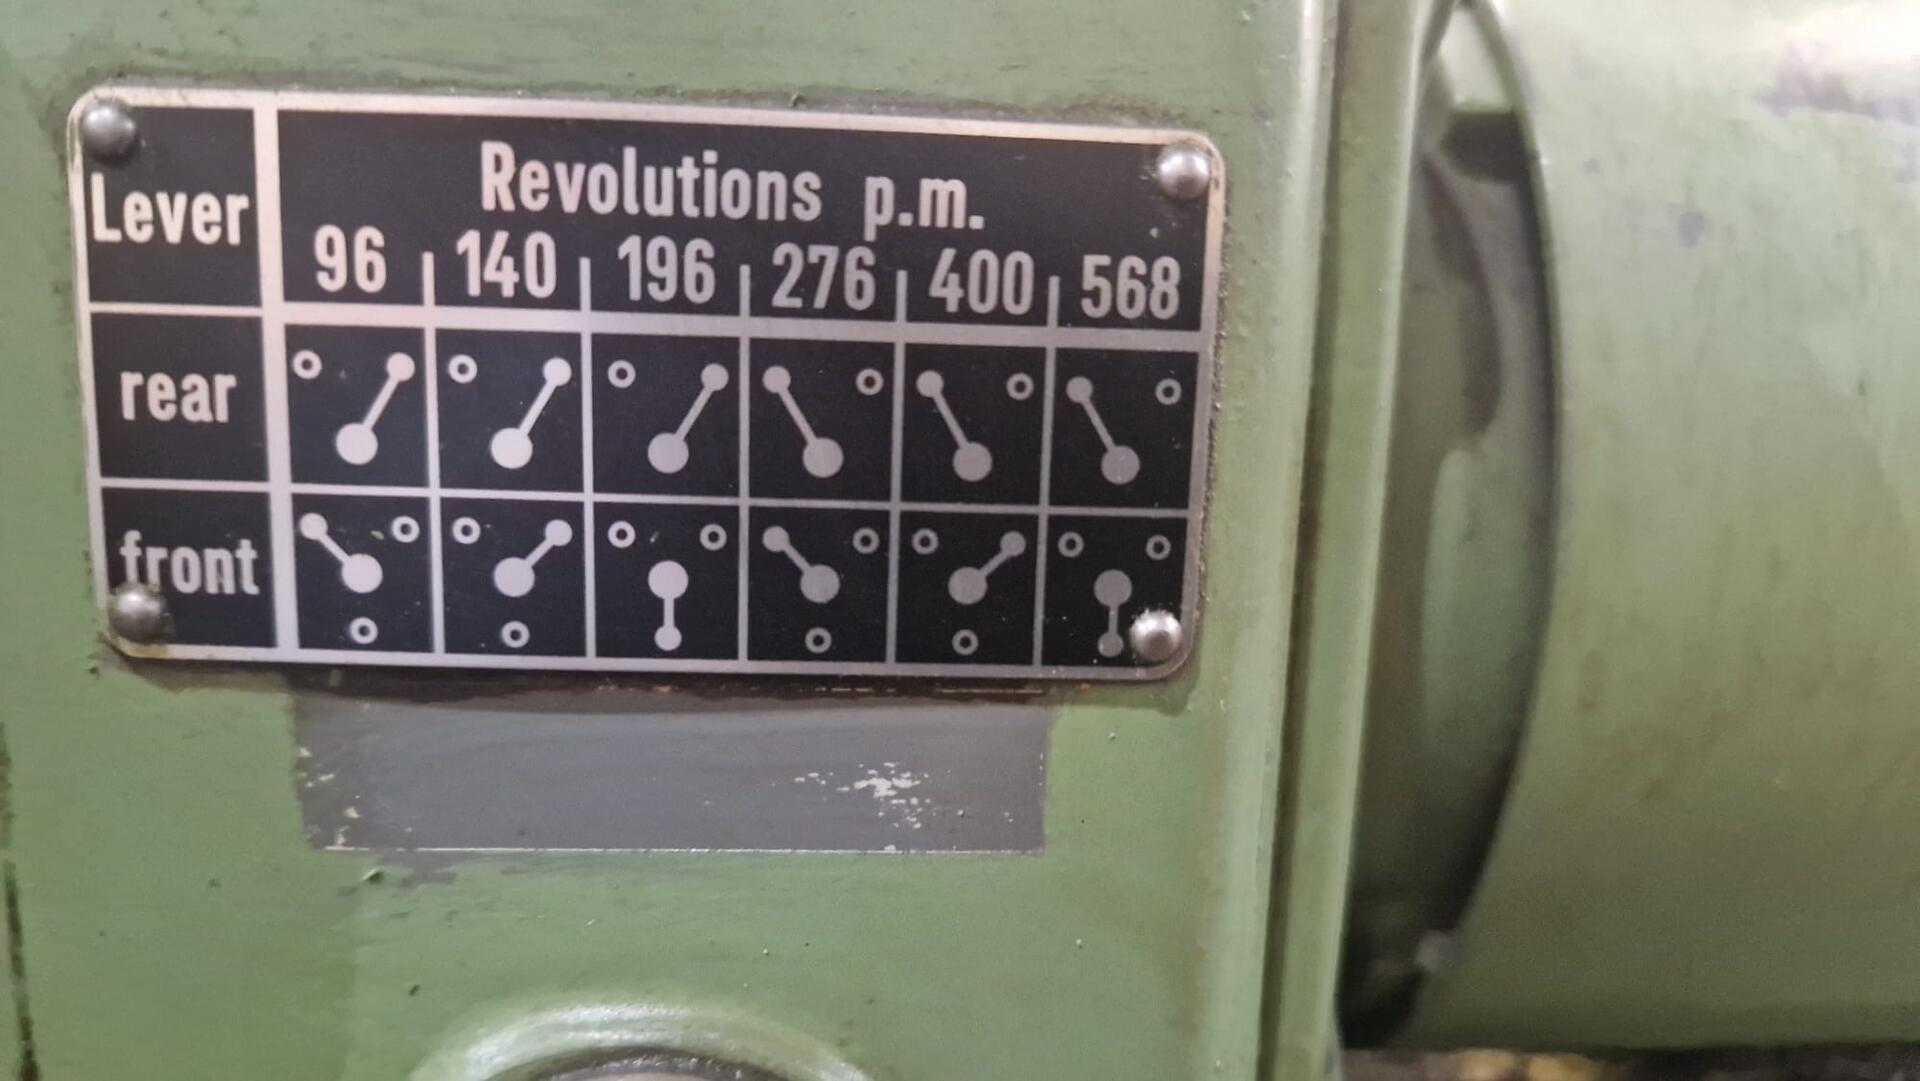 Lever
Revolutions p.m.
96 140 196 276 400 568
rear
front